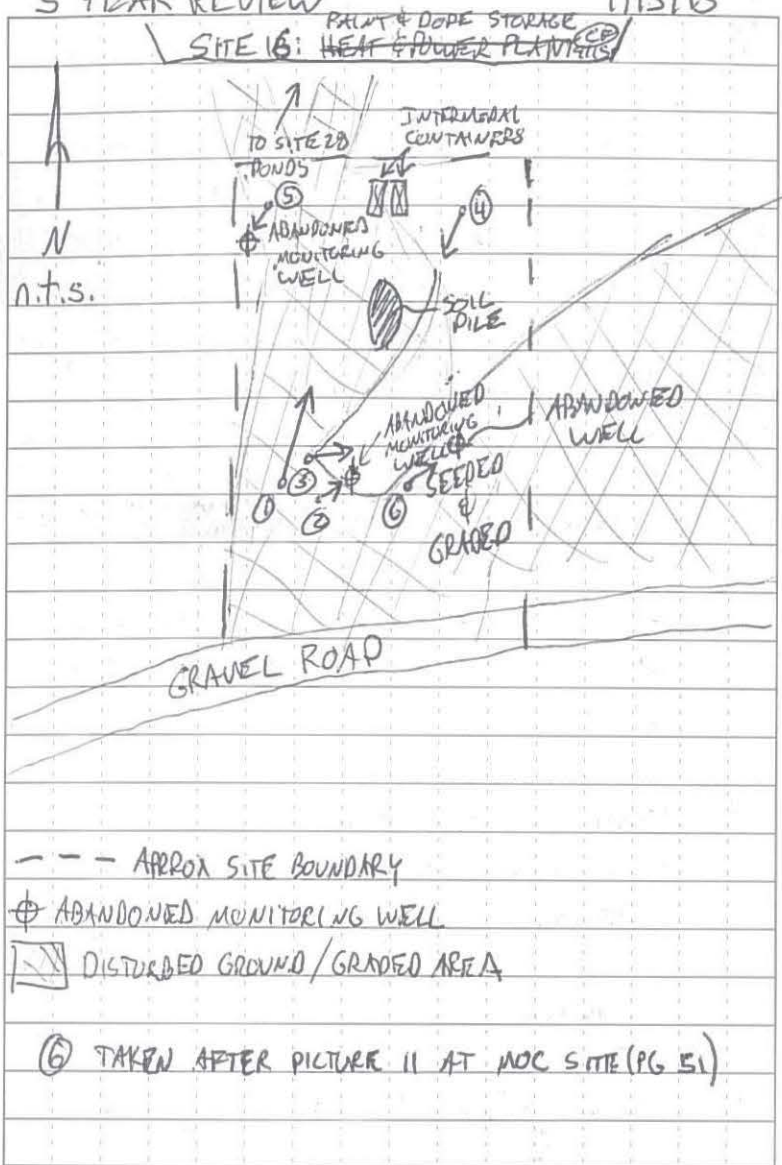 5 YEAR REVIEW
PAINT & DOPE STORAGE
SITE 16: HEAT & POWER PLANT
INTERMODAL
CONTAINERS
TO SITE 28
PONDS
5
4
ABANDONED
MONITORING
WELL
N
n.t.s.
SOIL
PILE
ABANDONED
MONITORING
WELL
ABANDONED
WELL
1
3
2
6
SEEDED
&
GRADED
GRAVEL ROAD
--- APPROX SITE BOUNDARY
ABANDONED MONITORING WELL
DISTURBED GROUND/GRADED AREA
6 TAKEN AFTER PICTURE 11 AT MOC SITE (PG 51)